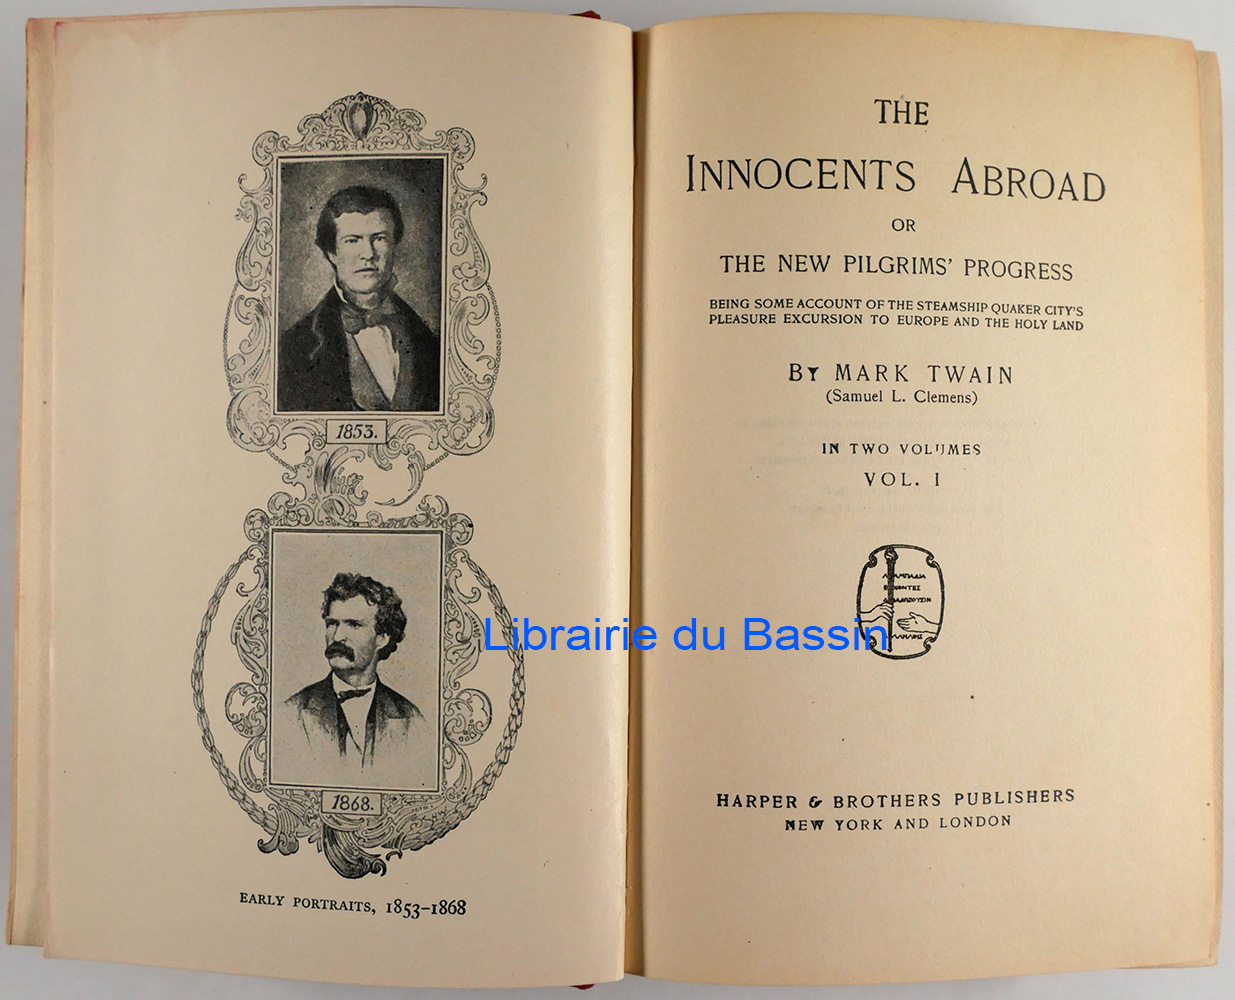 1853.
1868.
EARLY PORTRAITS, 1853–1868
THE
INNOCENTS ABROAD
OR
THE NEW PILGRIMS' PROGRESS
BEING SOME ACCOUNT OF THE STEAMSHIP QUAKER CITY'S
PLEASURE EXCURSION TO EUROPE AND THE HOLY LAND
BY MARK TWAIN
(Samuel L. Clemens)
IN TWO VOLUMES
VOL. I
Librairie du Bassin
HARPER & BROTHERS PUBLISHERS
NEW YORK AND LONDON